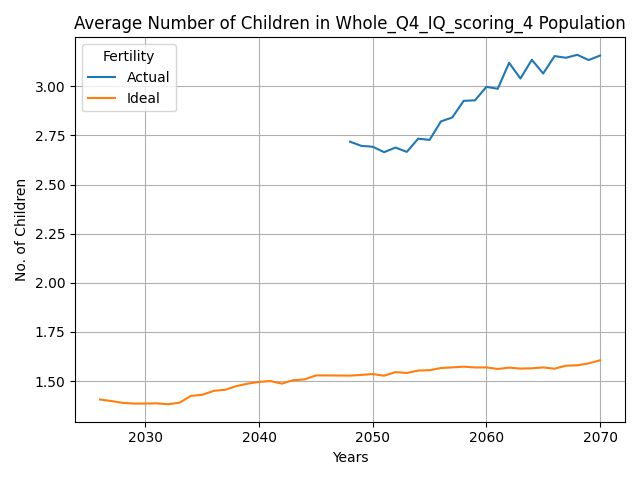 Average Number of Children in Whole_Q4_IQ_scoring_4 Population
Fertility
Actual
Ideal
No. of Children
3.00
2.75
2.50
2.25
2.00
1.75
1.50
2030 2040 2050 2060 2070
Years